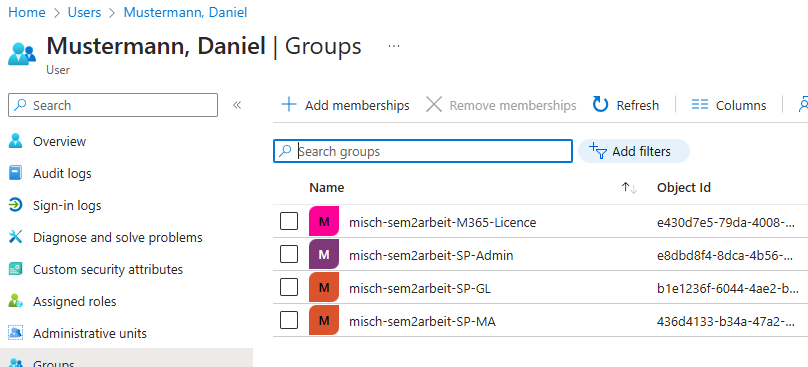 Home > Users > Mustermann, Daniel
Mustermann, Daniel | Groups ...
User
Search «
Overview
Audit logs
Sign-in logs
Diagnose and solve problems
Custom security attributes
Assigned roles
Administrative units
Groups
Add memberships Remove memberships Refresh Columns
Search groups Add filters
Name ↑↓ Object Id
M misch-sem2arbeit-M365-Licence e430d7e5-79da-4008-...
M misch-sem2arbeit-SP-Admin e8dbd8f4-8dca-4b56-...
M misch-sem2arbeit-SP-GL b1e1236f-6044-4ae2-b...
M misch-sem2arbeit-SP-MA 436d4133-b34a-47a2-...